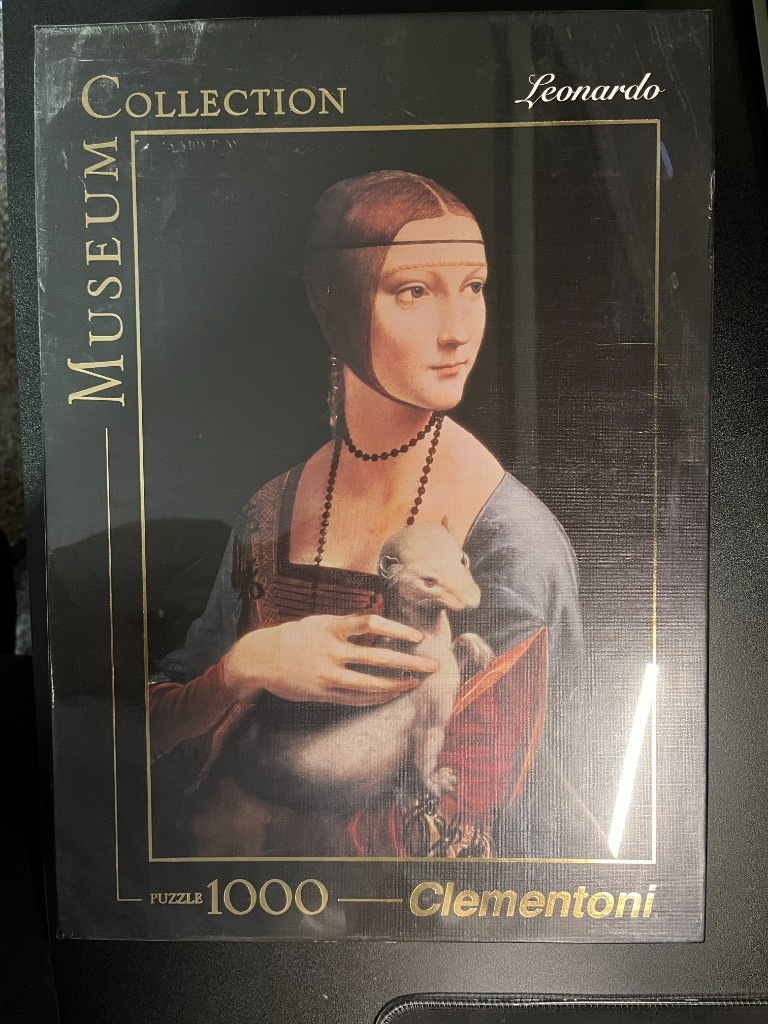 MUSEUM COLLECTION
Leonardo
PUZZLE 1000
Clementoni